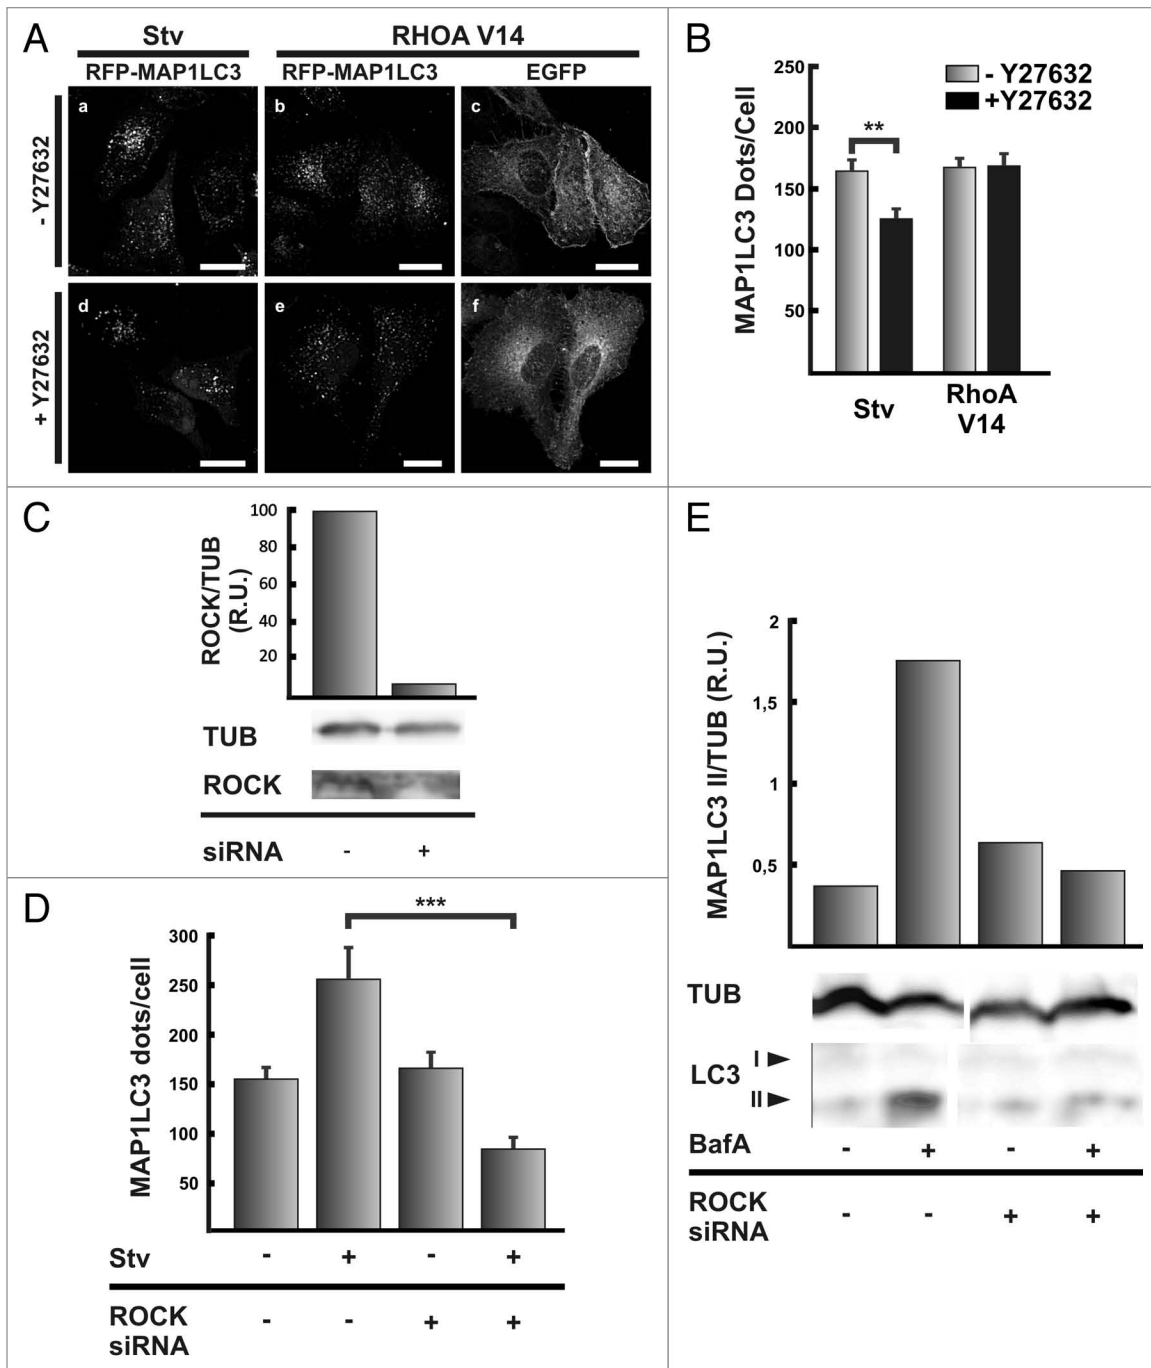 A
Stv
RHOA V14
RFP-MAP1LC3
RFP-MAP1LC3
EGFP
- Y27632
a
b
c
+ Y27632
d
e
f
B
MAP1LC3 Dots/Cell
250
200
150
100
50
- Y27632
+Y27632
**
Stv
RhoA
V14
C
ROCK/TUB
(R.U.)
100
80
60
40
20
TUB
ROCK
siRNA - +
D
MAP1LC3 dots/cell
300
250
200
150
100
50
***
Stv - + - +
ROCK
siRNA
- - + +
E
MAP1LC3 II/TUB (R.U.)
2
1,5
1
0,5
TUB
LC3
I
II
BafA - + - +
ROCK
siRNA
- - + +